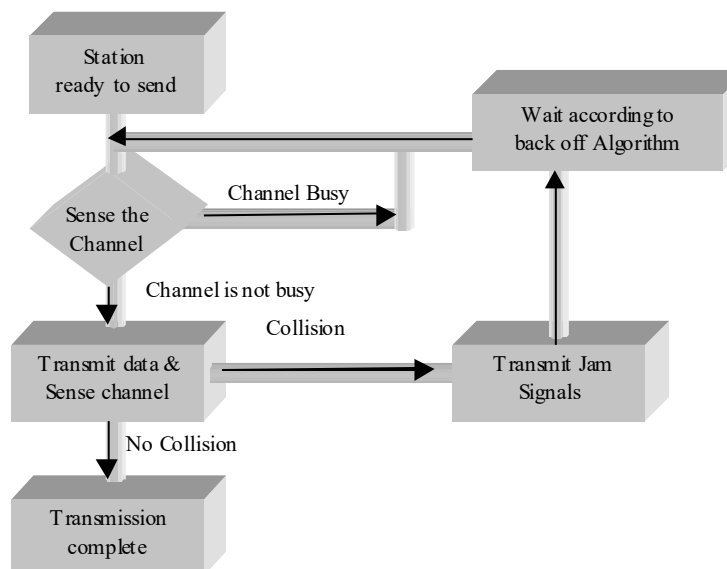 Station
ready to send
Wait according to
back off Algorithm
Channel Busy
Sense the
Channel
Channel is not busy
Collision
Transmit data &
Sense channel
Transmit Jam
Signals
No Collision
Transmission
complete